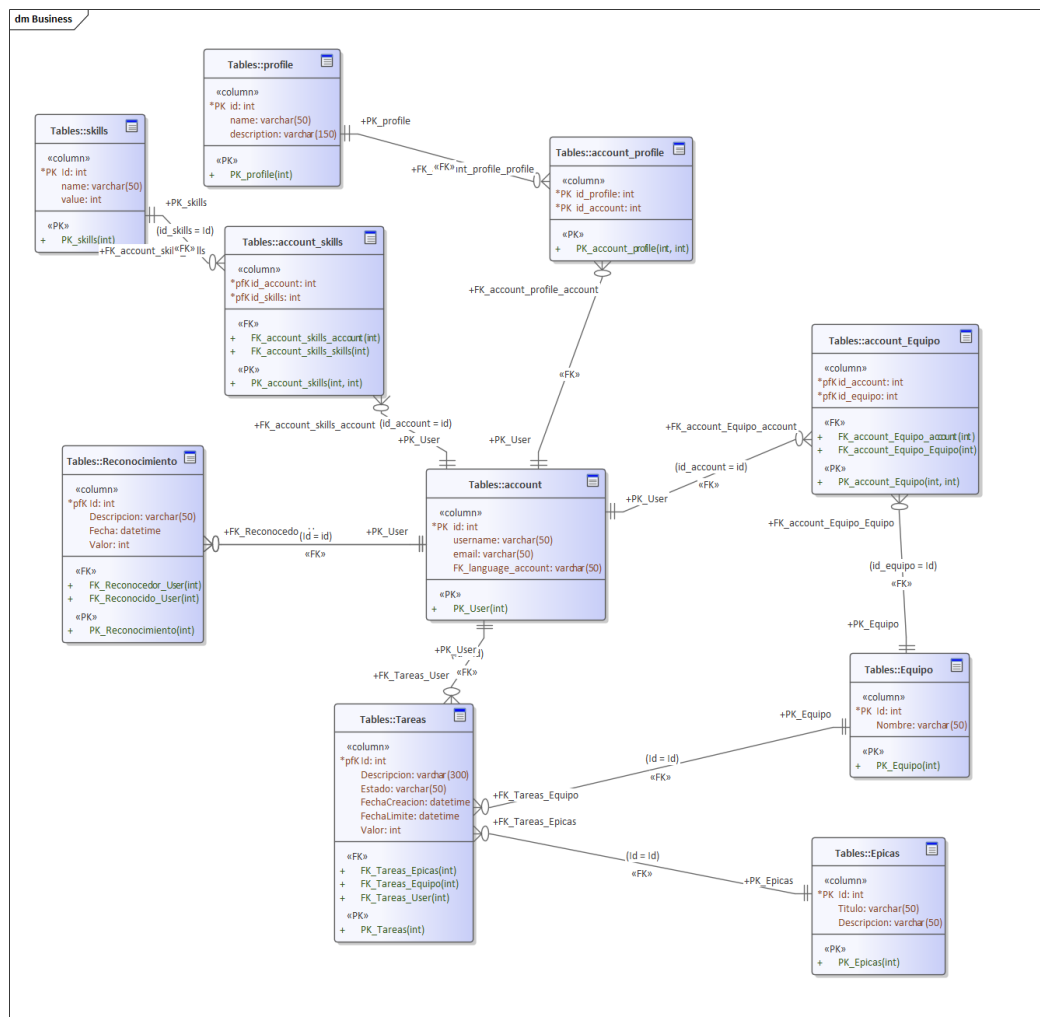 dm Business
Tables::profile
«column»
*PK id: int
name: varchar(50)
description: varchar(150)
«PK»
+ PK_profile(int)
Tables::skills
«column»
*PK Id: int
name: varchar(50)
value: int
«PK»
+ PK_skills(int)
+PK_profile
«FK»
Tables::account_profile
«column»
*PK id_profile: int
*PK id_account: int
«PK»
+ PK_account_profile(int, int)
+PK_skills
(id_skills = Id)
«FK»
Tables::account_skills
«column»
*pfK id_account: int
*pfK id_skills: int
«FK»
+ FK_account_skills_account(int)
+ FK_account_skills_skills(int)
«PK»
+ PK_account_skills(int, int)
+FK_account_profile_account
«FK»
+PK_User
Tables::account_Equipo
«column»
*pfK id_account: int
*pfK id_equipo: int
«FK»
+ FK_account_Equipo_account(int)
+ FK_account_Equipo_Equipo(int)
«PK»
+ PK_account_Equipo(int, int)
+FK_account_skills_account
(id_account = id)
+PK_User
+FK_account_Equipo_account
(id_account = id)
«FK»
+PK_User
Tables::Reconocimiento
«column»
*pfK Id: int
Descripcion: varchar(50)
Fecha: datetime
Valor: int
«FK»
+ FK_Reconocedor_User(int)
+ FK_Reconocido_User(int)
«PK»
+ PK_Reconocimiento(int)
(Id = id)
«FK»
+PK_User
Tables::account
«column»
*PK id: int
username: varchar(50)
email: varchar(50)
FK_language_account: varchar(50)
«PK»
+ PK_User(int)
+FK_account_Equipo_Equipo
(id_equipo = Id)
«FK»
+PK_Equipo
+PK_User
«FK»
+FK_Tareas_User
Tables::Equipo
«column»
*PK Id: int
Nombre: varchar(50)
«PK»
+ PK_Equipo(int)
Tables::Tareas
«column»
*pfK Id: int
Descripcion: varchar(300)
Estado: varchar(50)
FechaCreacion: datetime
FechaLimite: datetime
Valor: int
«FK»
+ FK_Tareas_Epicas(int)
+ FK_Tareas_Equipo(int)
+ FK_Tareas_User(int)
«PK»
+ PK_Tareas(int)
+PK_Equipo
(Id = Id)
«FK»
+FK_Tareas_Equipo
+FK_Tareas_Epicas
(Id = Id)
«FK»
+PK_Epicas
Tables::Epicas
«column»
*PK Id: int
Titulo: varchar(50)
Descripcion: varchar(50)
«PK»
+ PK_Epicas(int)